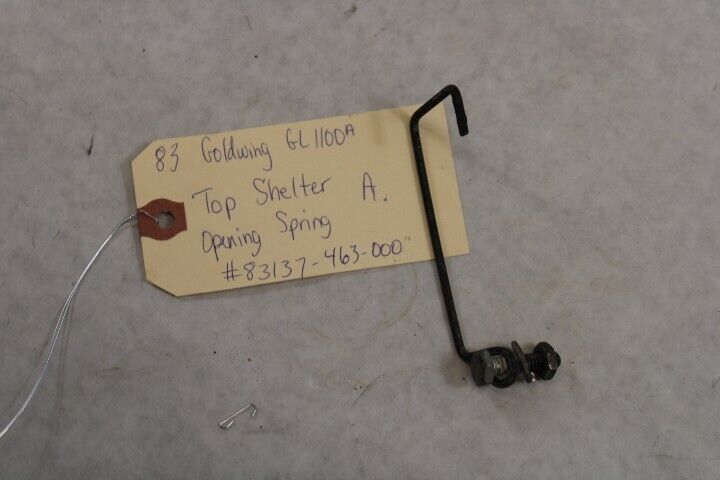 83 Goldwing GL1100A
Top Shelter A.
Opening Spring
#83137-463-000